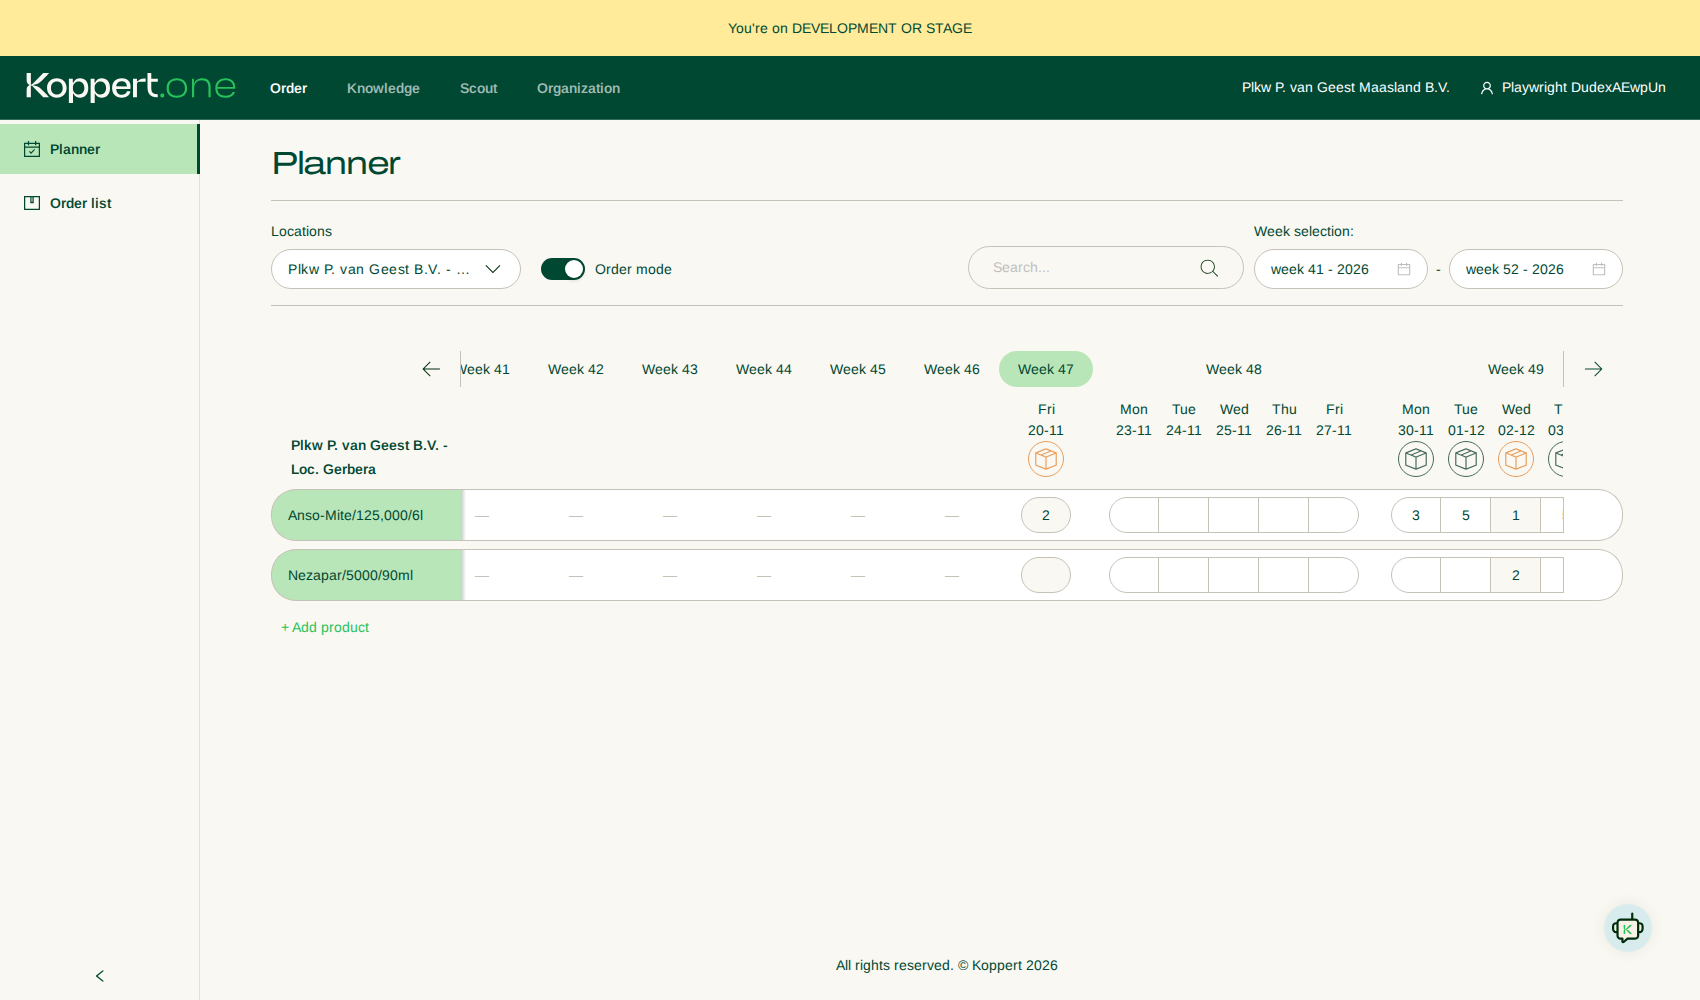 You're on DEVELOPMENT OR STAGE
Koppert.one
Order Knowledge Scout Organization
Plkw P. van Geest Maasland B.V. Playwright DudexAEwpUn
Planner
Order list
Planner
Locations
Week selection:
Plkw P. van Geest B.V. - ...
Order mode
Search...
week 41 - 2026 - week 52 - 2026
Week 41 Week 42 Week 43 Week 44 Week 45 Week 46 Week 47 Week 48 Week 49
Fri Mon Tue Wed Thu Fri Mon Tue Wed T
20-11 23-11 24-11 25-11 26-11 27-11 30-11 01-12 02-12 03
Plkw P. van Geest B.V. -
Loc. Gerbera
Anso-Mite/125,000/6l — — — — — — 2 3 5 1
Nezapar/5000/90ml — — — — — — 2
+ Add product
All rights reserved. © Koppert 2026